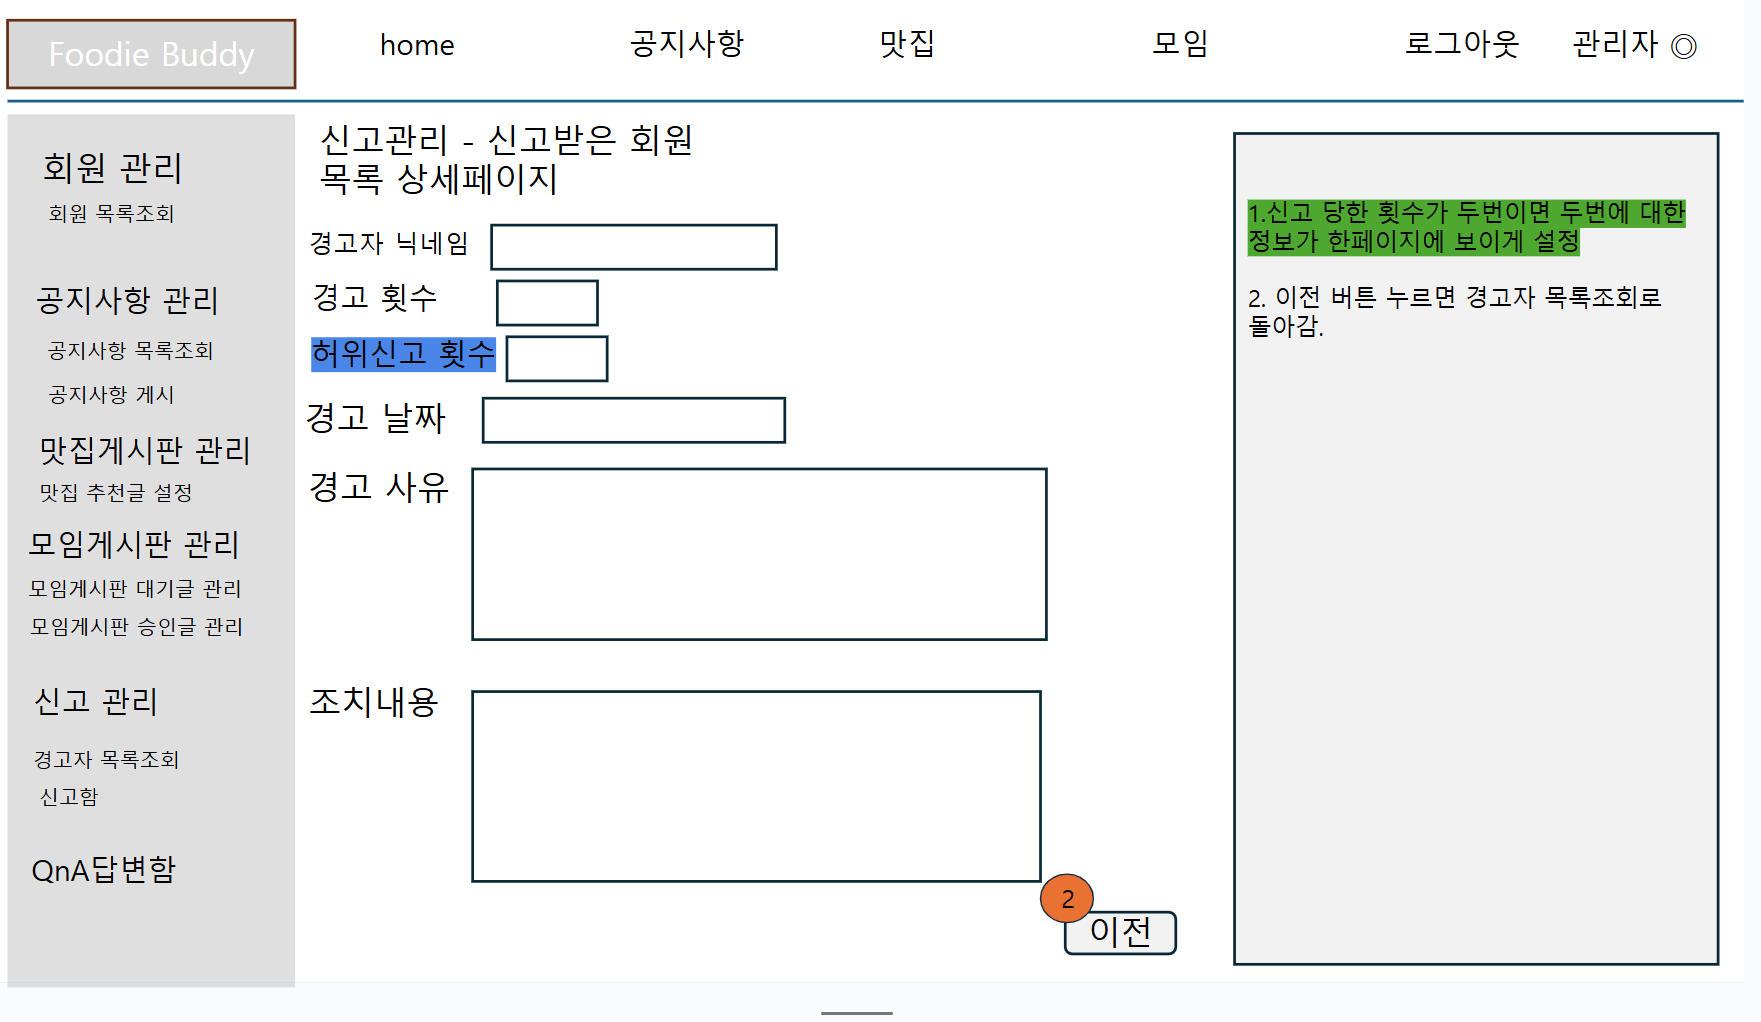 Foodie Buddy
home
공지사항
맛집
모임
로그아웃
관리자 ◎
회원 관리
회원 목록조회
공지사항 관리
공지사항 목록조회
공지사항 게시
맛집게시판 관리
맛집 추천글 설정
모임게시판 관리
모임게시판 대기글 관리
모임게시판 승인글 관리
신고 관리
경고자 목록조회
신고함
QnA답변함
신고관리 - 신고받은 회원
목록 상세페이지
경고자 닉네임
경고 횟수
허위신고 횟수
경고 날짜
경고 사유
조치내용
2
이전
1.신고 당한 횟수가 두번이면 두번에 대한
정보가 한페이지에 보이게 설정
2. 이전 버튼 누르면 경고자 목록조회로
돌아감.